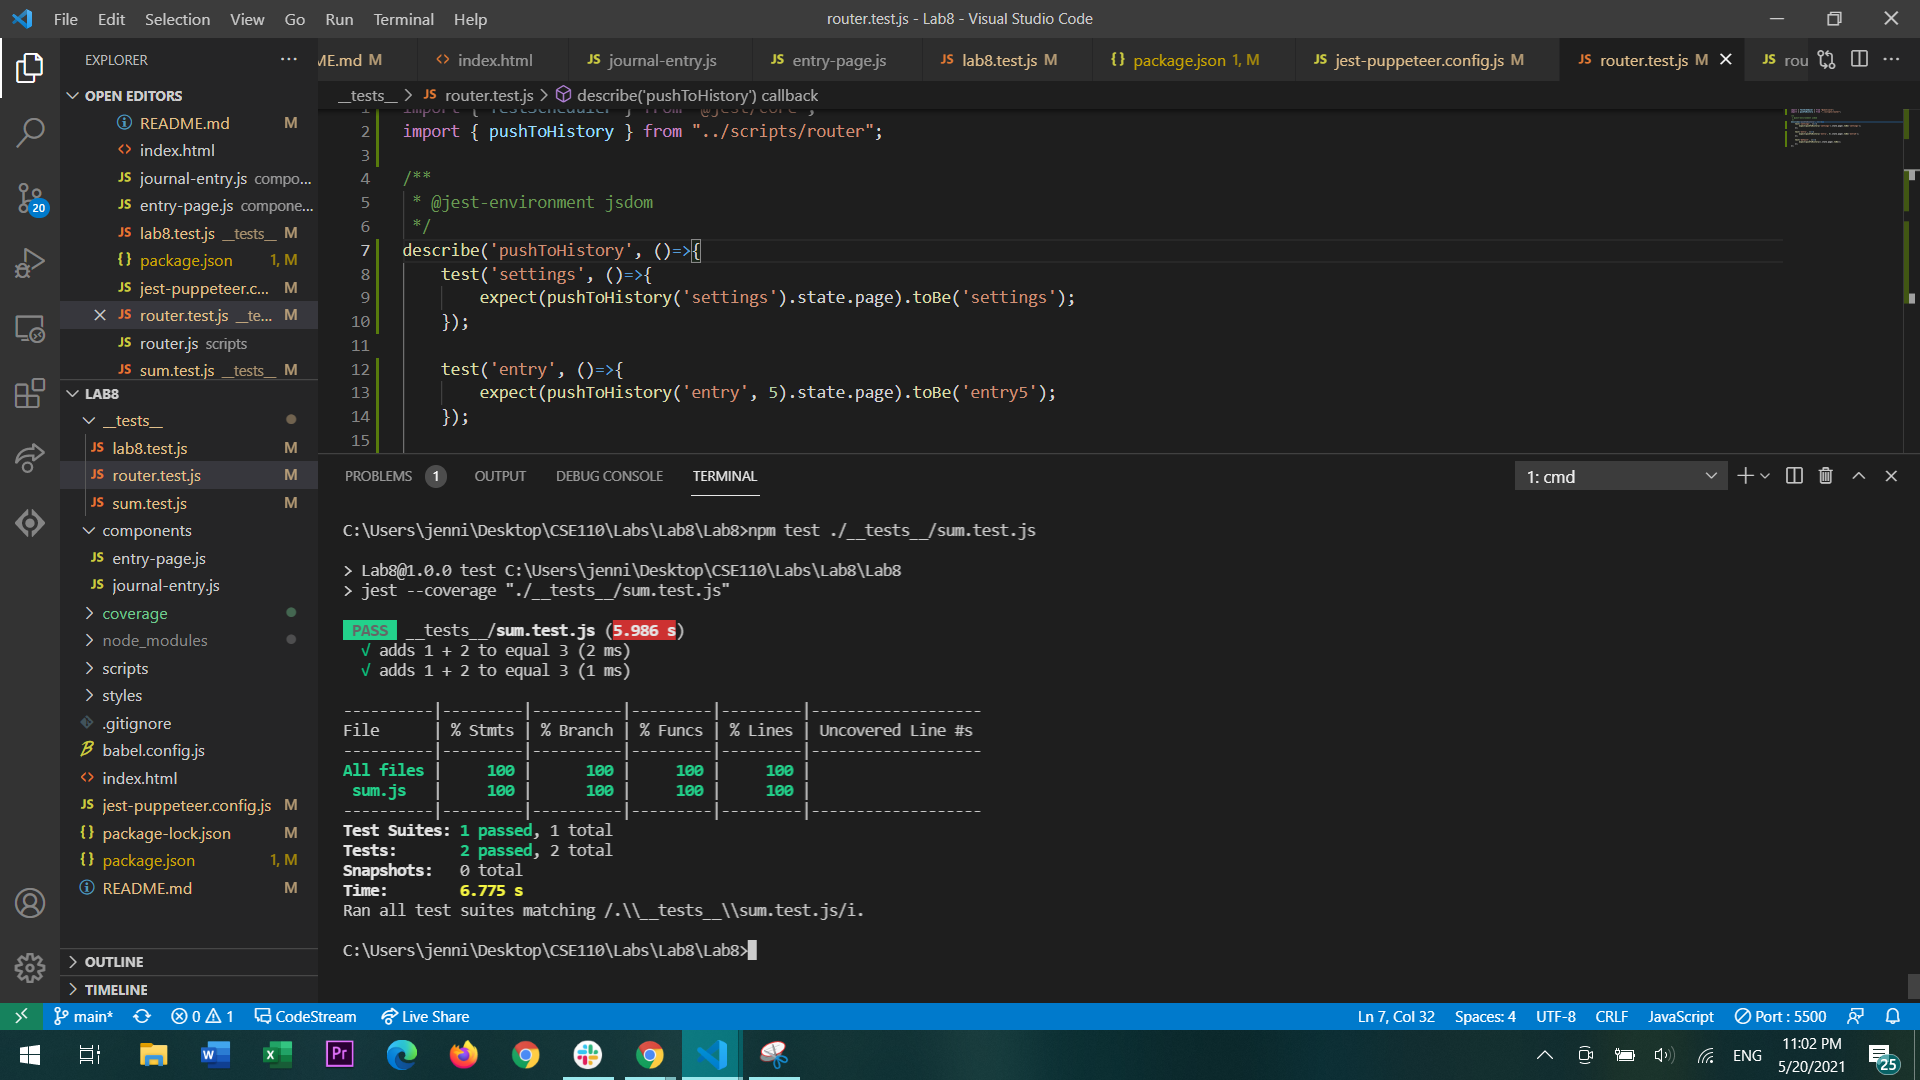 File Edit Selection View Go Run Terminal Help
router.test.js - Lab8 - Visual Studio Code
EXPLORER
ME.md M
index.html
JS journal-entry.js
JS entry-page.js
JS lab8.test.js M
{} package.json 1, M
JS jest-puppeteer.config.js M
JS router.test.js M
JS rou
OPEN EDITORS
README.md M
index.html
JS journal-entry.js compo...
JS entry-page.js compone...
JS lab8.test.js __tests__ M
{} package.json 1, M
jest-puppeteer.c... M
JS router.test.js __te... M
JS router.js scripts
JS sum.test.js __tests__ M
LAB8
__tests__
JS lab8.test.js M
JS router.test.js M
JS sum.test.js M
components
JS entry-page.js
JS journal-entry.js
coverage
node_modules
scripts
styles
.gitignore
babel.config.js
index.html
JS jest-puppeteer.config.js M
{} package-lock.json M
{} package.json 1, M
README.md M
OUTLINE
TIMELINE
__tests__ > JS router.test.js > describe('pushToHistory') callback
1 import { TestScheduler } from "@jest/core";
2 import { pushToHistory } from "../scripts/router";
3
4 /**
5 * @jest-environment jsdom
6 */
7 describe('pushToHistory', ()=>{
8 test('settings', ()=>{
9 expect(pushToHistory('settings').state.page).toBe('settings');
10 });
11
12 test('entry', ()=>{
13 expect(pushToHistory('entry', 5).state.page).toBe('entry5');
14 });
15
PROBLEMS 1 OUTPUT DEBUG CONSOLE TERMINAL
1: cmd
C:\Users\jenni\Desktop\CSE110\Labs\Lab8\Lab8>npm test ./__tests__/sum.test.js
> Lab8@1.0.0 test C:\Users\jenni\Desktop\CSE110\Labs\Lab8\Lab8
> jest --coverage "./__tests__/sum.test.js"
PASS __tests__/sum.test.js (5.986 s)
√ adds 1 + 2 to equal 3 (2 ms)
√ adds 1 + 2 to equal 3 (1 ms)
----------|---------|----------|---------|---------|-------------------
File | % Stmts | % Branch | % Funcs | % Lines | Uncovered Line #s
----------|---------|----------|---------|---------|-------------------
All files | 100 | 100 | 100 | 100 |
sum.js | 100 | 100 | 100 | 100 |
----------|---------|----------|---------|---------|-------------------
Test Suites: 1 passed, 1 total
Tests: 2 passed, 2 total
Snapshots: 0 total
Time: 6.775 s
Ran all test suites matching /.\\__tests__\\sum.test.js/i.
C:\Users\jenni\Desktop\CSE110\Labs\Lab8\Lab8>
20
main* 0 1 CodeStream Live Share
Ln 7, Col 32 Spaces: 4 UTF-8 CRLF JavaScript Port : 5500
ENG
11:02 PM
5/20/2021
25